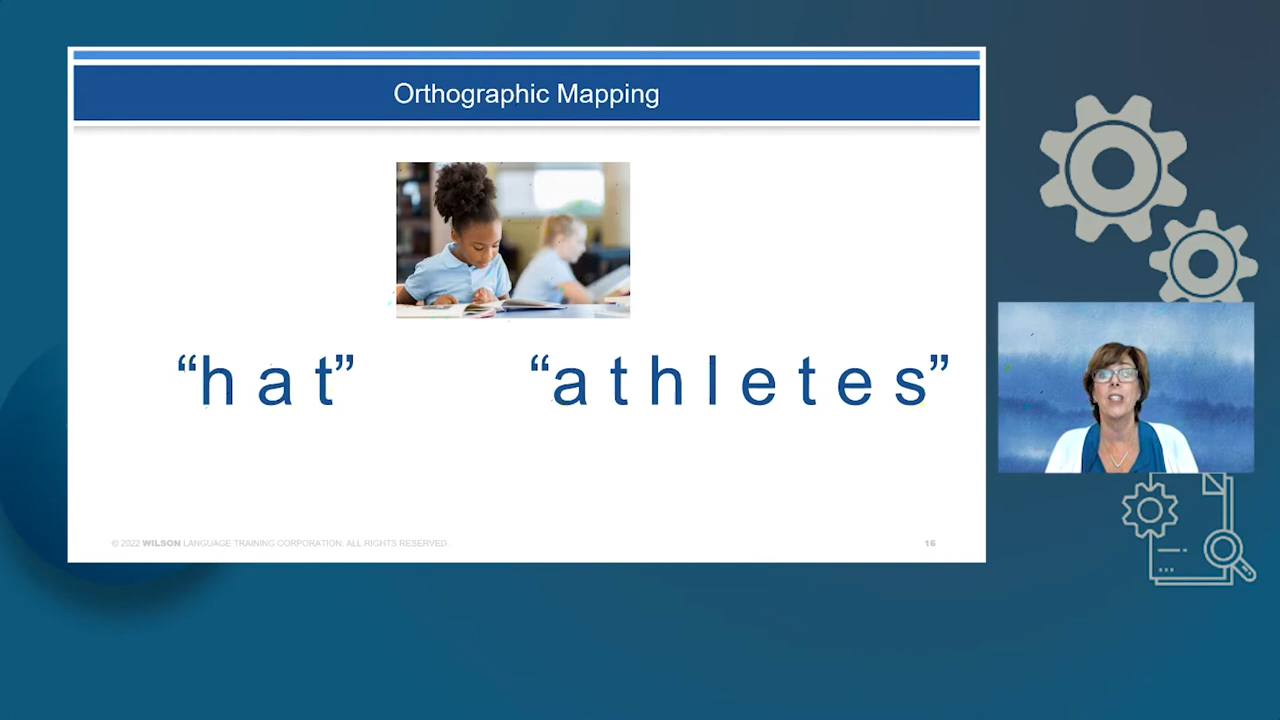 Orthographic Mapping
“h a t” “a t h l e t e s”
© 2022 WILSON LANGUAGE TRAINING CORPORATION. ALL RIGHTS RESERVED. 16